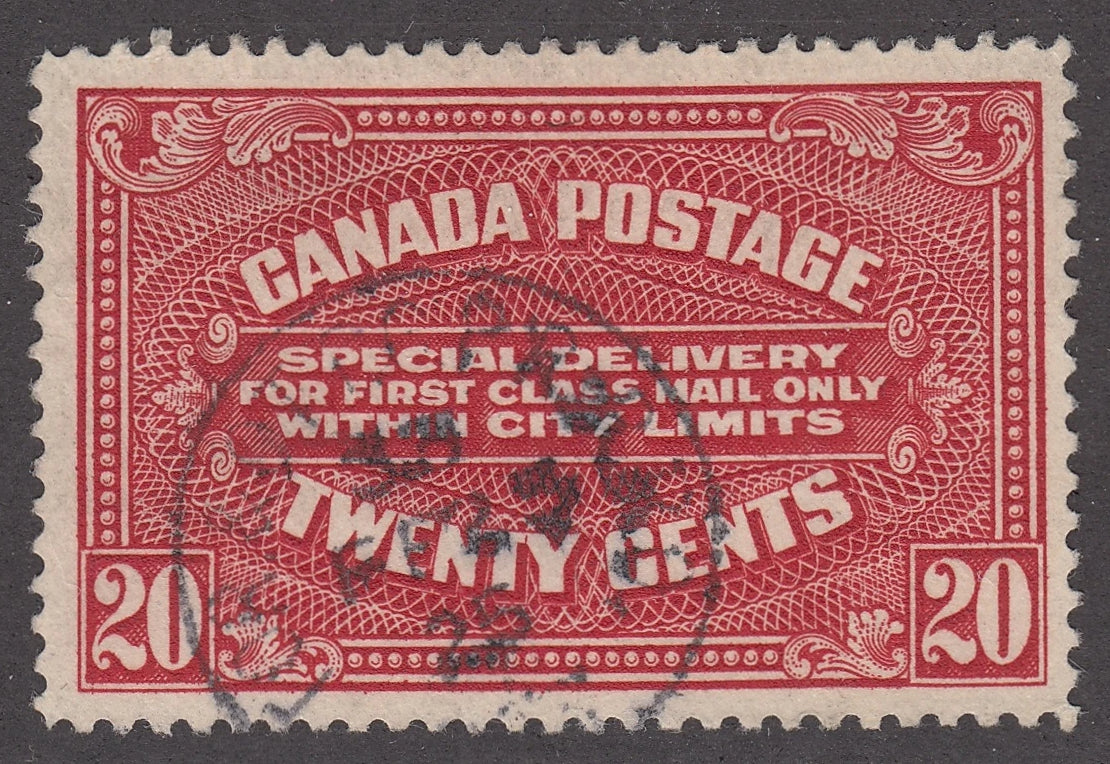 CANADA POSTAGE
SPECIAL DELIVERY
FOR FIRST CLASS MAIL ONLY
WITHIN CITY LIMITS
TWENTY CENTS
20 20